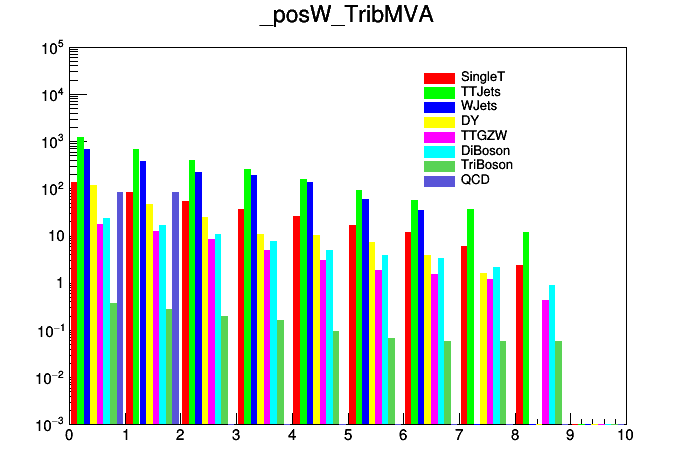 _posW_TribMVA
10^5
10^4
10^3
10^2
10
1
10^-1
10^-2
10^-3
SingleT
TTJets
WJets
DY
TTGZW
DiBoson
TriBoson
QCD
0 1 2 3 4 5 6 7 8 9 10